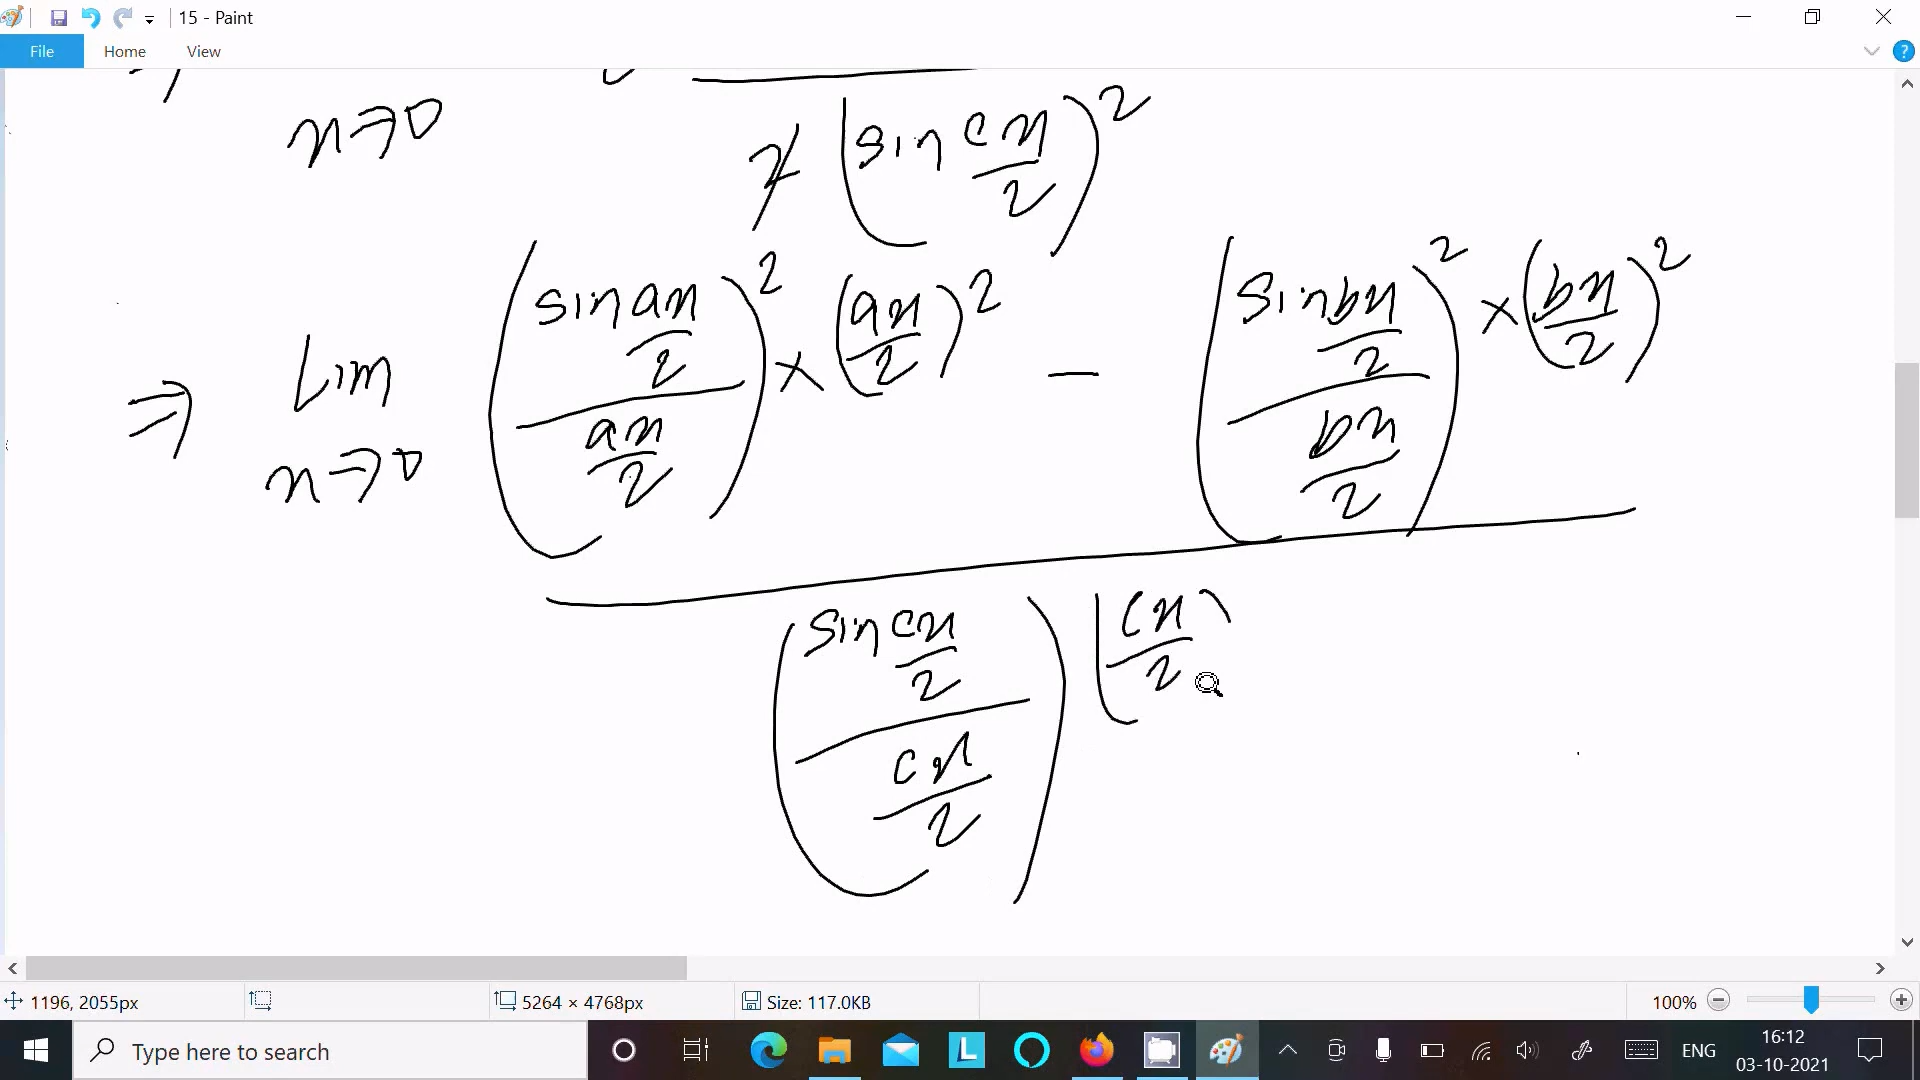 15 - Paint
File Home View
⇒ n→0
2 (sin cn/2)²
⇒ Lim n→0 (sin an/2 / an/2)² × (an/2)² − (sin bn/2 / bn/2)² × (bn/2)²
(sin cn/2 / cn/2) (cn/2)
1196, 2055px 5264 × 4768px Size: 117.0KB 100%
Type here to search
L
ENG
16:12
03-10-2021